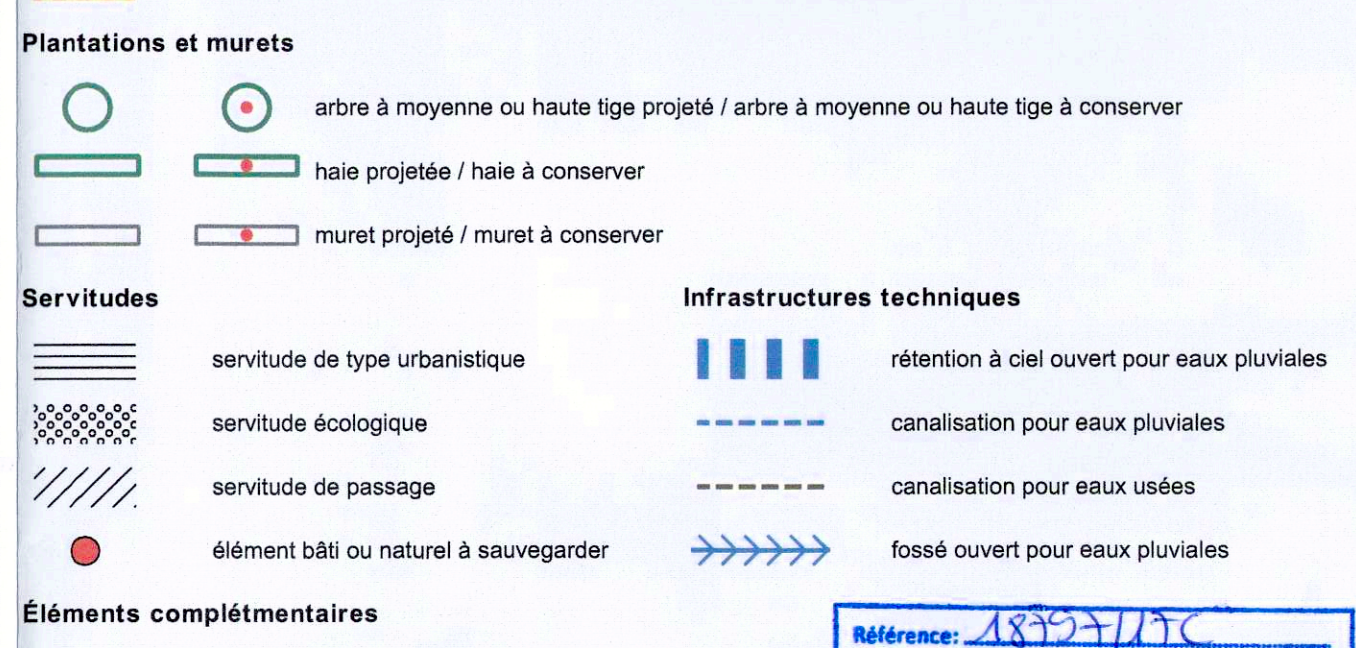 Plantations et murets
arbre à moyenne ou haute tige projeté / arbre à moyenne ou haute tige à conserver
haie projetée / haie à conserver
muret projeté / muret à conserver
Servitudes
servitude de type urbanistique
servitude écologique
servitude de passage
élément bâti ou naturel à sauvegarder
Infrastructures techniques
rétention à ciel ouvert pour eaux pluviales
canalisation pour eaux pluviales
canalisation pour eaux usées
fossé ouvert pour eaux pluviales
Éléments complétmentaires
Référence: 18797/17C